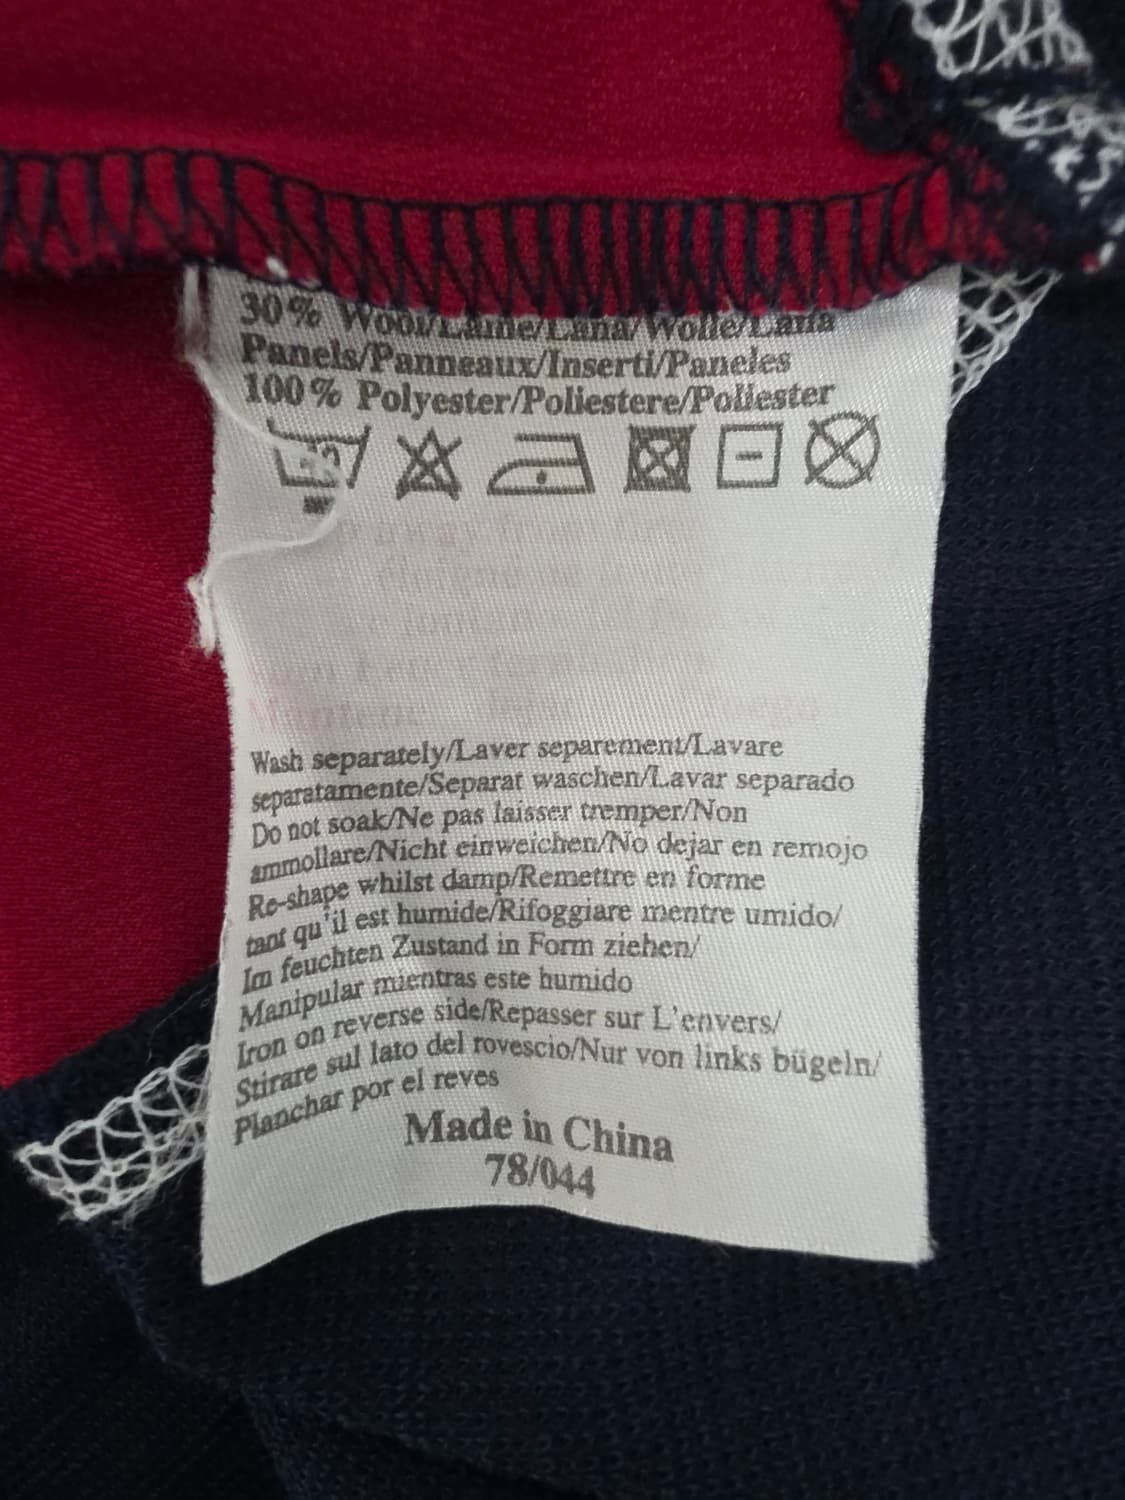 30% Wool/Laine/Lana/Wolle/Lana
Panels/Panneaux/Inserti/Paneles
100% Polyester/Poliestere/Poliester
away from
Wash separately/Laver separement/Lavare
separatamente/Separat waschen/Lavar separado
Do not soak/Ne pas laisser tremper/Non
ammollare/Nicht einweichen/No dejar en remojo
Re-shape whilst damp/Remettre en forme
tant qu'il est humide/Rifoggiare mentre umido/
Im feuchten Zustand in Form ziehen/
Manipular mientras este humido
Iron on reverse side/Repasser sur L'envers/
Stirare sul lato del rovescio/Nur von links bügeln/
Planchar por el reves
Made in China
78/044